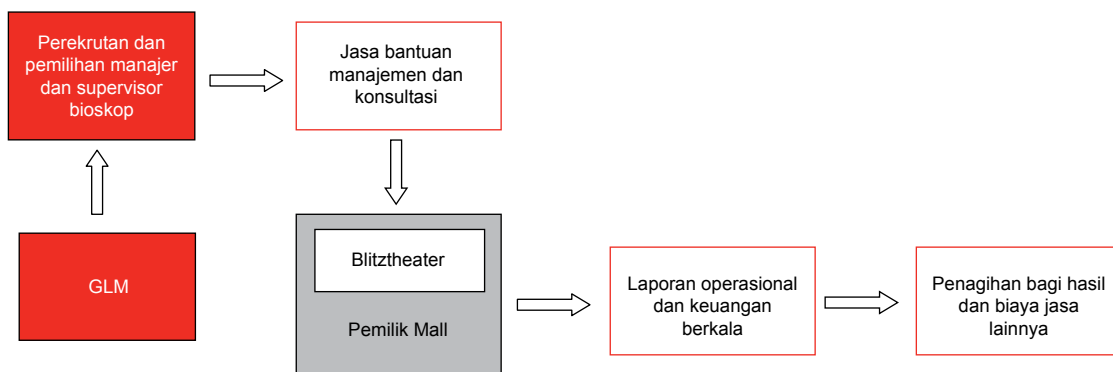 Perekrutan dan
pemilihan manajer
dan supervisor
bioskop
Jasa bantuan
manajemen dan
konsultasi
GLM
Blitztheater
Pemilik Mall
Laporan operasional
dan keuangan
berkala
Penagihan bagi hasil
dan biaya jasa
lainnya